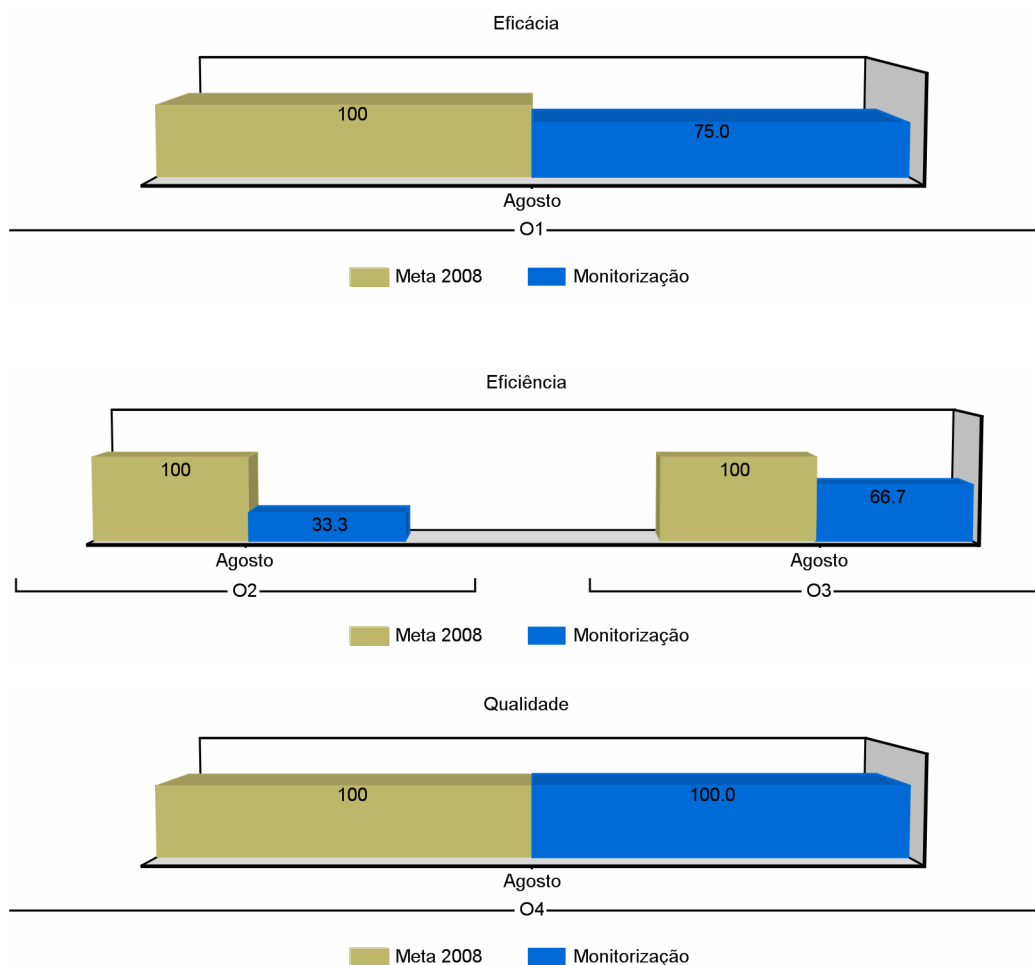 Eficácia
100 75.0
Agosto
O1
Meta 2008 Monitorização
Eficiência
100 33.3 100 66.7
Agosto Agosto
O2 O3
Meta 2008 Monitorização
Qualidade
100 100.0
Agosto
O4
Meta 2008 Monitorização